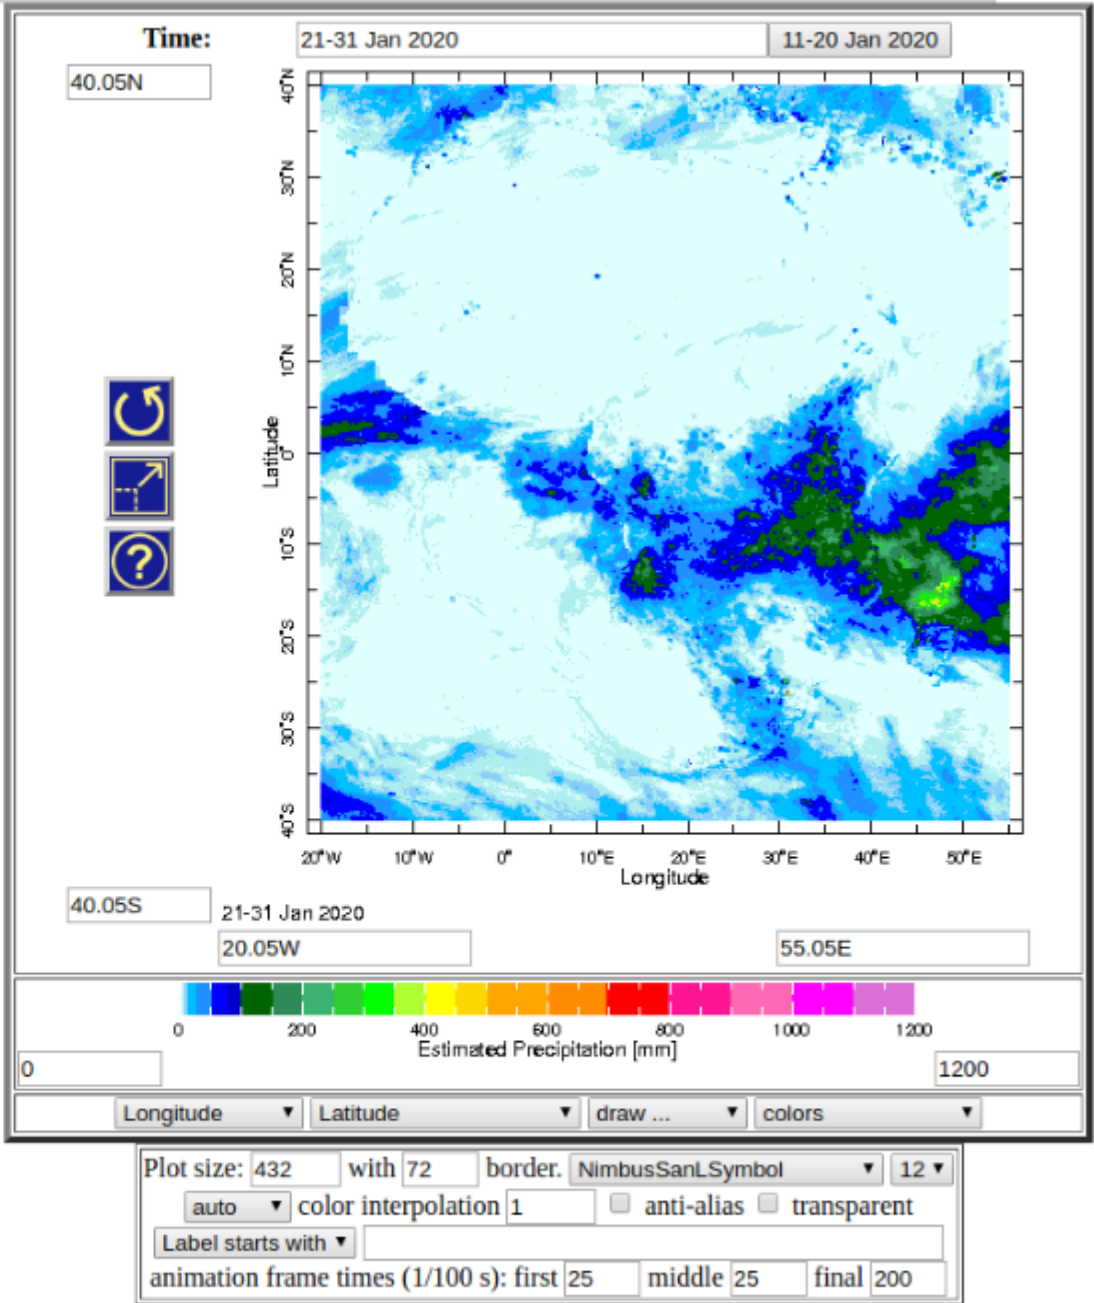 Time: 21-31 Jan 2020 11-20 Jan 2020
40.05N
40°N
30°N
20°N
10°N
0°
10°S
20°S
30°S
40°S
Latitude
?
20°W 10°W 0° 10°E 20°E 30°E 40°E 50°E
Longitude
40.05S
21-31 Jan 2020
20.05W 55.05E
0 200 400 600 800 1000 1200
Estimated Precipitation [mm]
0 1200
Longitude Latitude draw ... colors
Plot size: 432 with 72 border. NimbusSanLSymbol 12
auto color interpolation 1 anti-alias transparent
Label starts with
animation frame times (1/100 s): first 25 middle 25 final 200